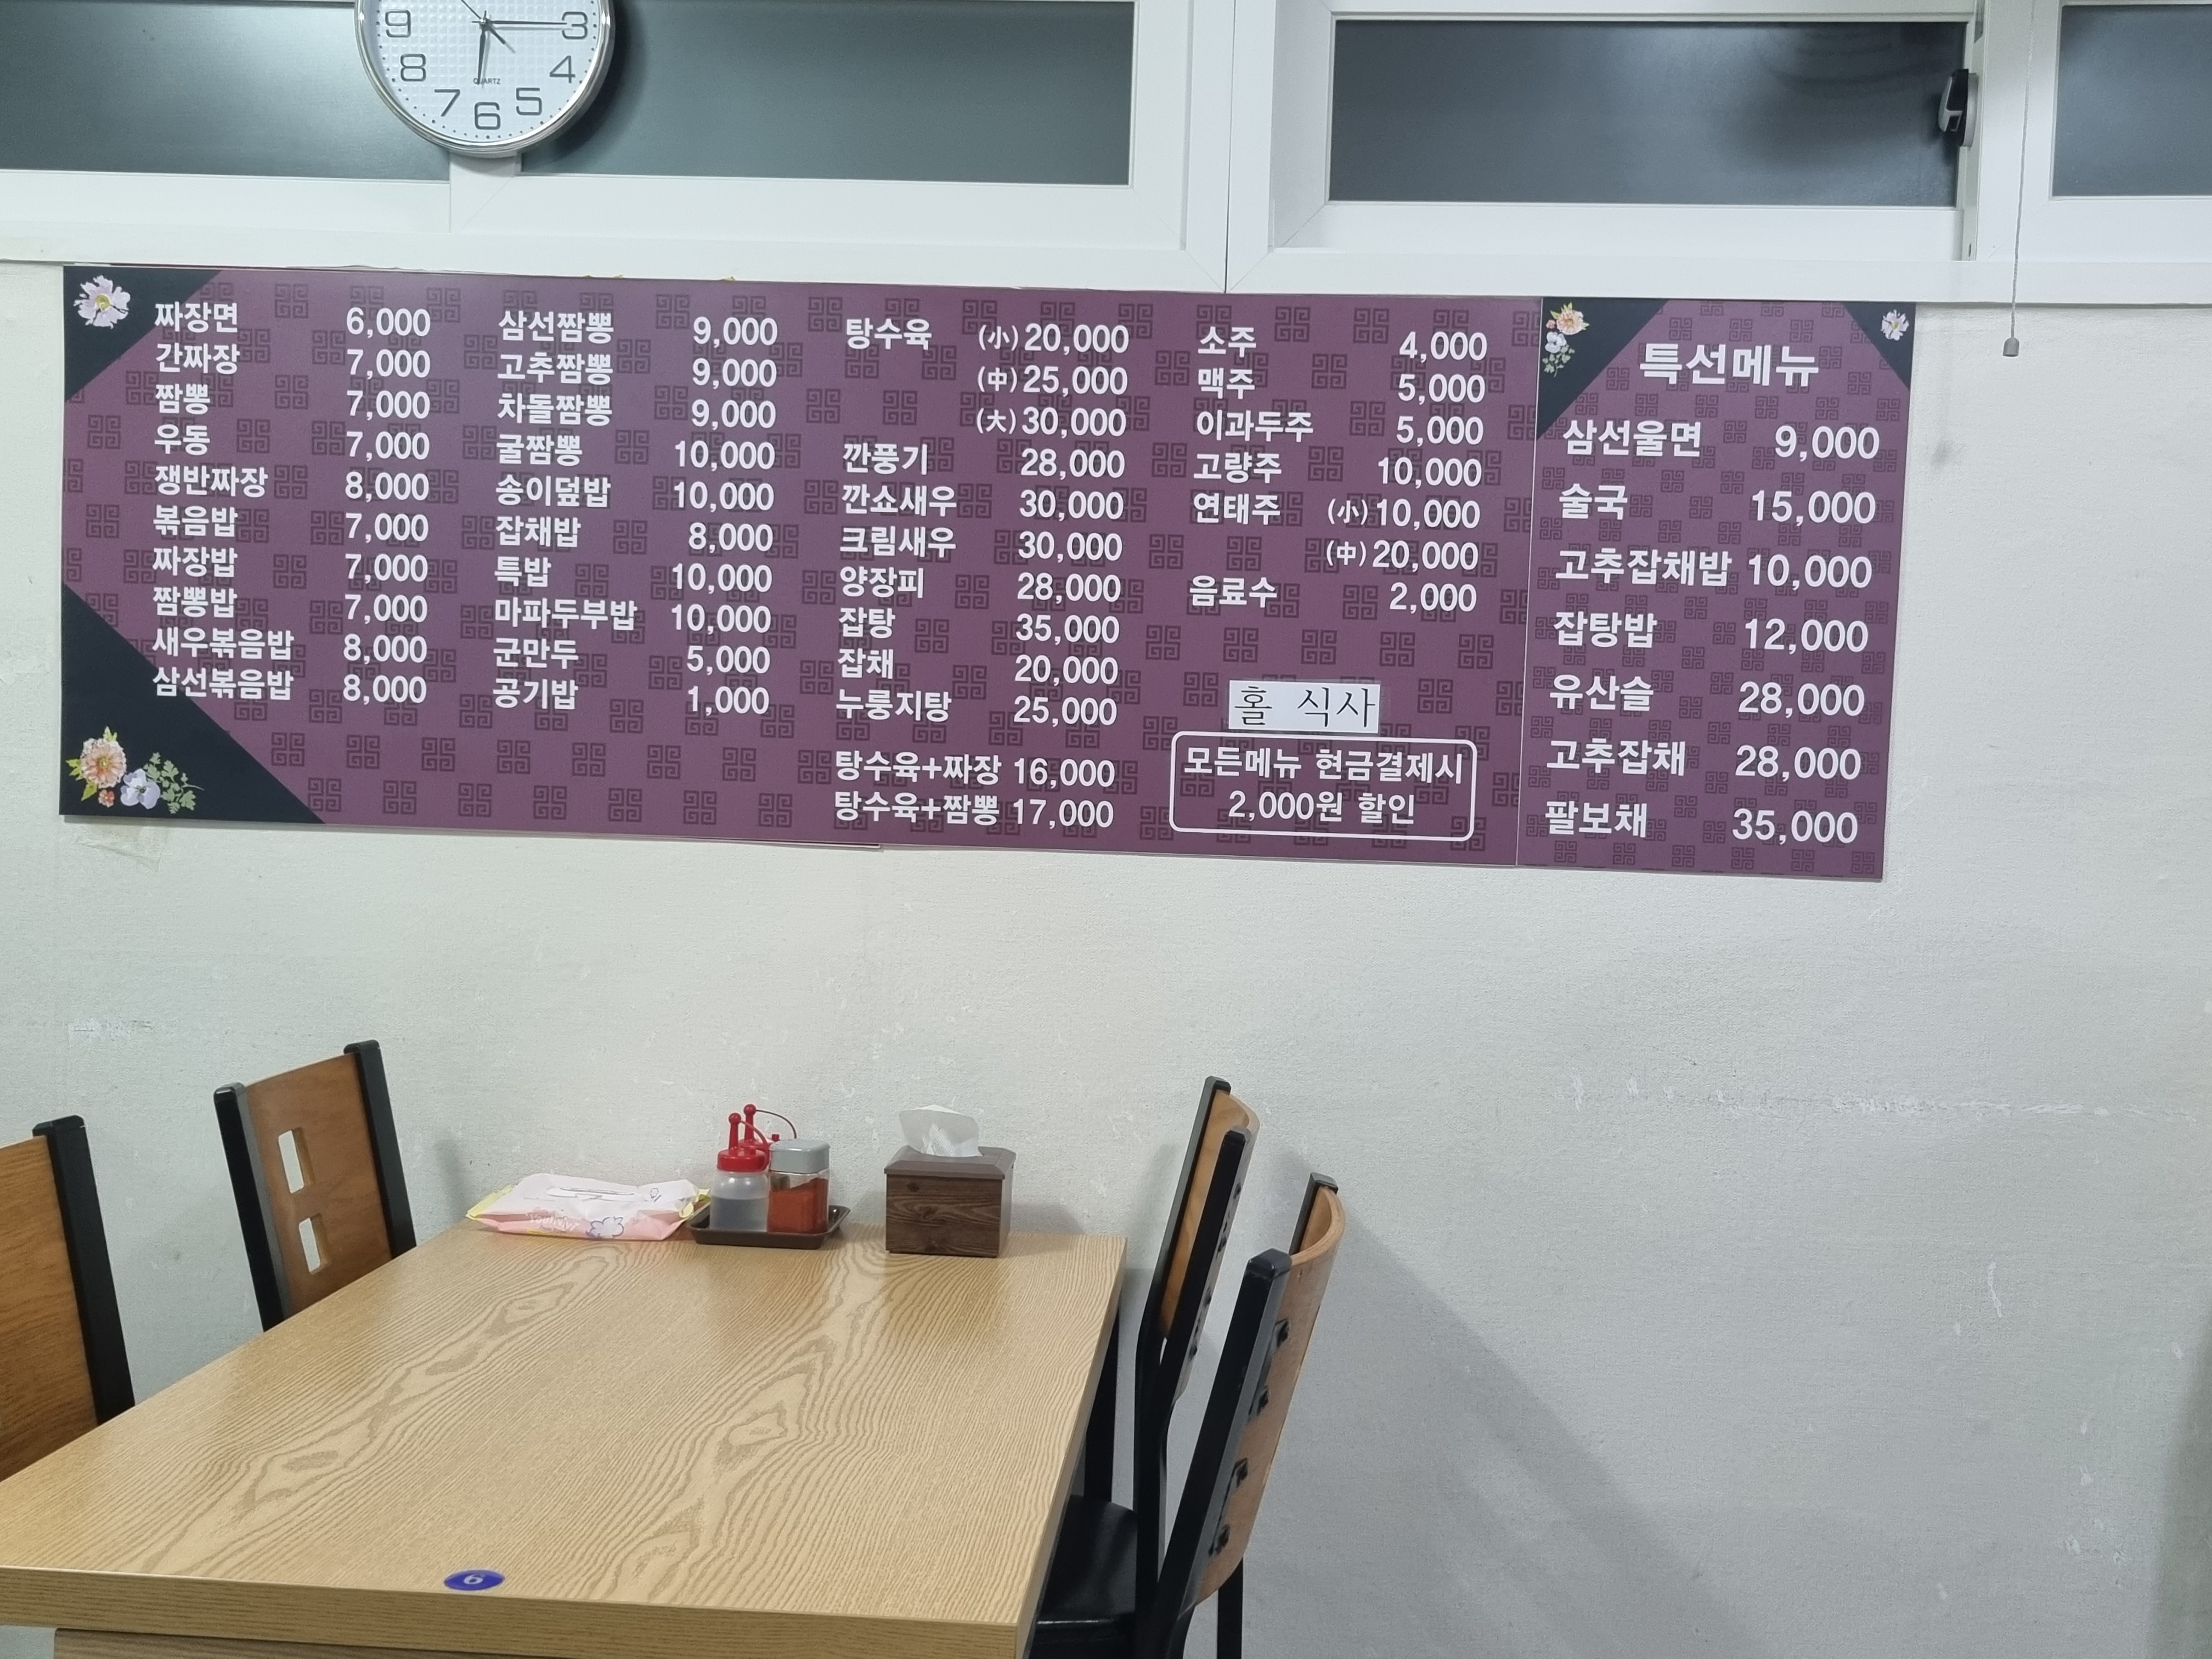 9 3
8 4
7 6 5
QUARTZ
짜장면 6,000
간짜장 7,000
짬뽕 7,000
우동 7,000
쟁반짜장 8,000
볶음밥 7,000
짜장밥 7,000
짬뽕밥 7,000
새우볶음밥 8,000
삼선볶음밥 8,000
삼선짬뽕 9,000
고추짬뽕 9,000
차돌짬뽕 9,000
굴짬뽕 10,000
송이덮밥 10,000
잡채밥 8,000
특밥 10,000
마파두부밥 10,000
군만두 5,000
공기밥 1,000
탕수육 (小) 20,000
(中) 25,000
(大) 30,000
깐풍기 28,000
깐쇼새우 30,000
크림새우 30,000
양장피 28,000
잡탕 35,000
잡채 20,000
누룽지탕 25,000
탕수육+짜장 16,000
탕수육+짬뽕 17,000
소주 4,000
맥주 5,000
이과두주 5,000
고량주 10,000
연태주 (小) 10,000
(中) 20,000
음료수 2,000
홀 식사
모든메뉴 현금결제시
2,000원 할인
특선메뉴
삼선울면 9,000
술국 15,000
고추잡채밥 10,000
잡탕밥 12,000
유산슬 28,000
고추잡채 28,000
팔보채 35,000
6